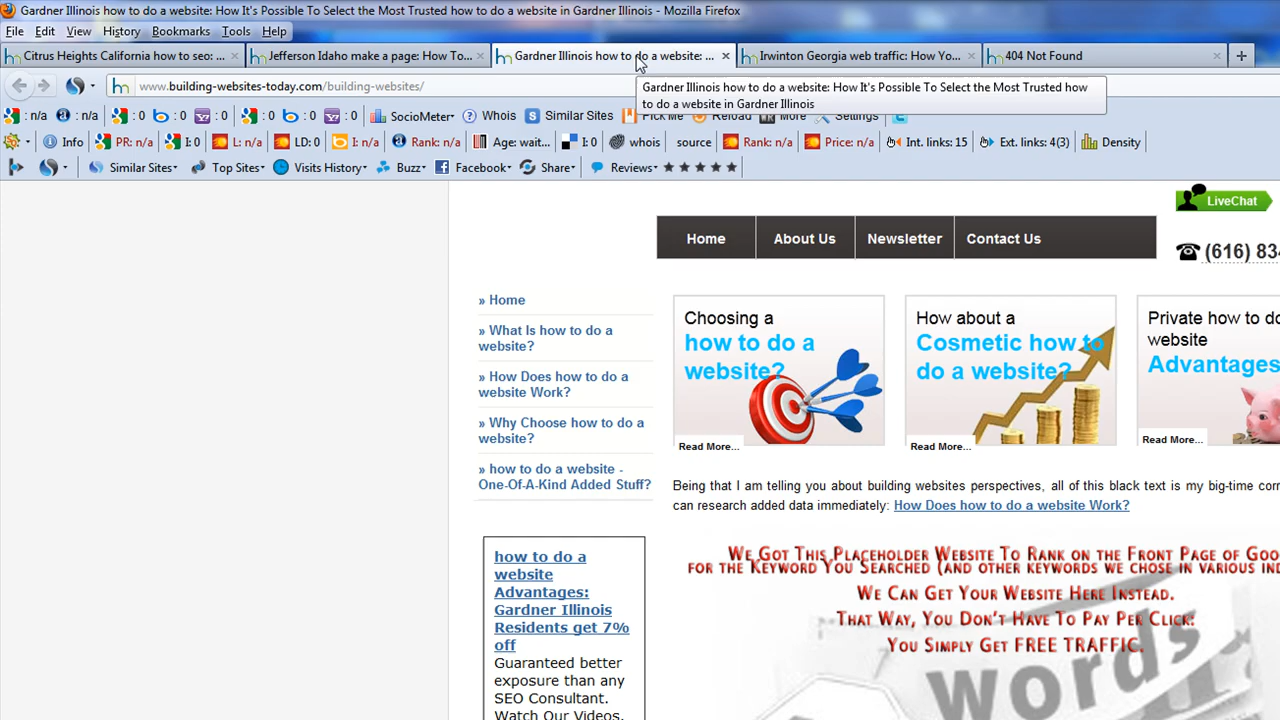 Gardner Illinois how to do a website: How It's Possible To Select the Most Trusted how to do a website in Gardner Illinois - Mozilla Firefox
File Edit View History Bookmarks Tools Help
Citrus Heights California how to seo: ... Jefferson Idaho make a page: How To... Gardner Illinois how to do a website: ... Irwinton Georgia web traffic: How Yo... 404 Not Found
www.building-websites-today.com/building-websites/
Gardner Illinois how to do a website: How It's Possible To Select the Most Trusted how
to do a website in Gardner Illinois
: n/a : n/a : 0 : 0 : 0 : 0 : 0 : 0 SocioMeter Whois Similar Sites Pick Me Reload More Settings
Info PR: n/a I: 0 L: n/a LD: 0 I: n/a Rank: n/a Age: wait... I: 0 whois source Rank: n/a Price: n/a Int. links: 15 Ext. links: 4(3) Density
Similar Sites Top Sites Visits History Buzz Facebook Share Reviews
LiveChat
Home About Us Newsletter Contact Us
(616) 834
» Home
» What Is how to do a
website?
» How Does how to do a
website Work?
» Why Choose how to do a
website?
» how to do a website -
One-Of-A-Kind Added Stuff?
Choosing a
how to do a
website?
Read More...
How about a
Cosmetic how to
do a website?
Read More...
Private how to do
website
Advantages
Read More...
Being that I am telling you about building websites perspectives, all of this black text is my big-time
can research added data immediately: How Does how to do a website Work?
how to do a
website
Advantages:
Gardner Illinois
Residents get 7%
off
Guaranteed better
exposure than any
SEO Consultant.
Watch Our Videos.
We Got This Placeholder Website To Rank on the Front Page of
for the Keyword You Searched (and other keywords we chose in various
We Can Get Your Website Here Instead.
That Way, You Don't Have To Pay Per Click:
You Simply Get FREE TRAFFIC.
words